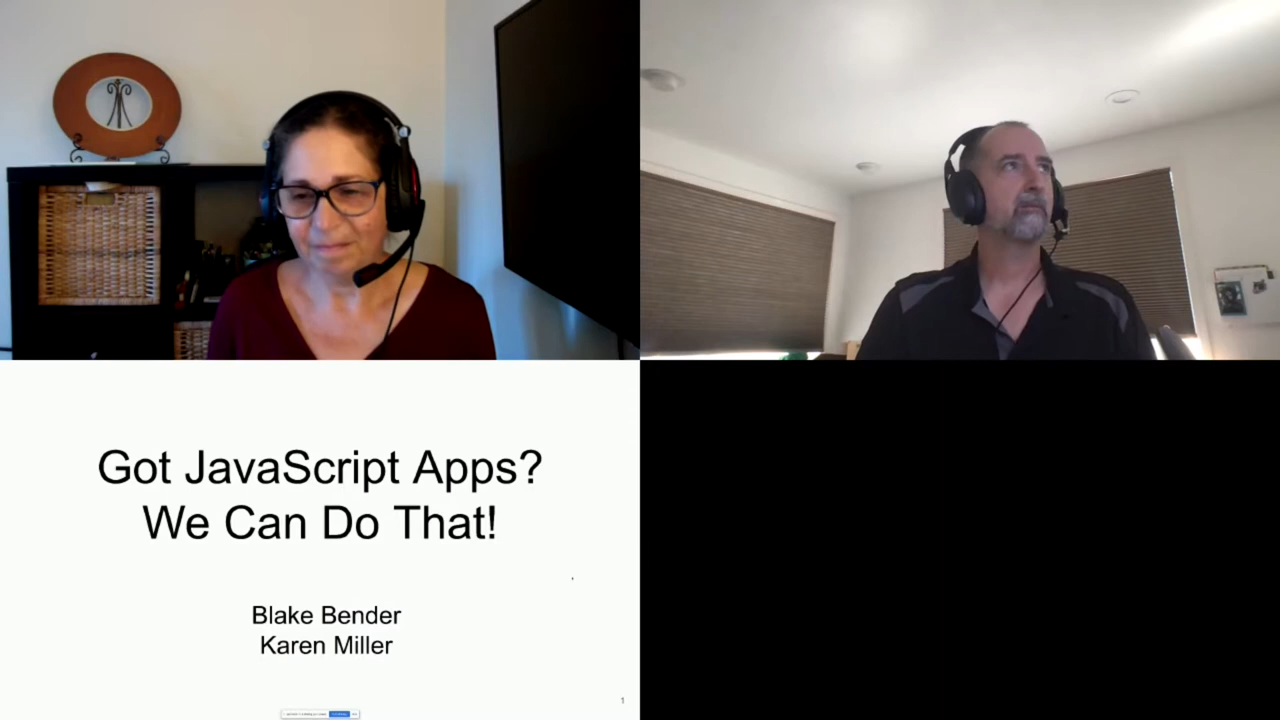 Got JavaScript Apps?
We Can Do That!
Blake Bender
Karen Miller
1